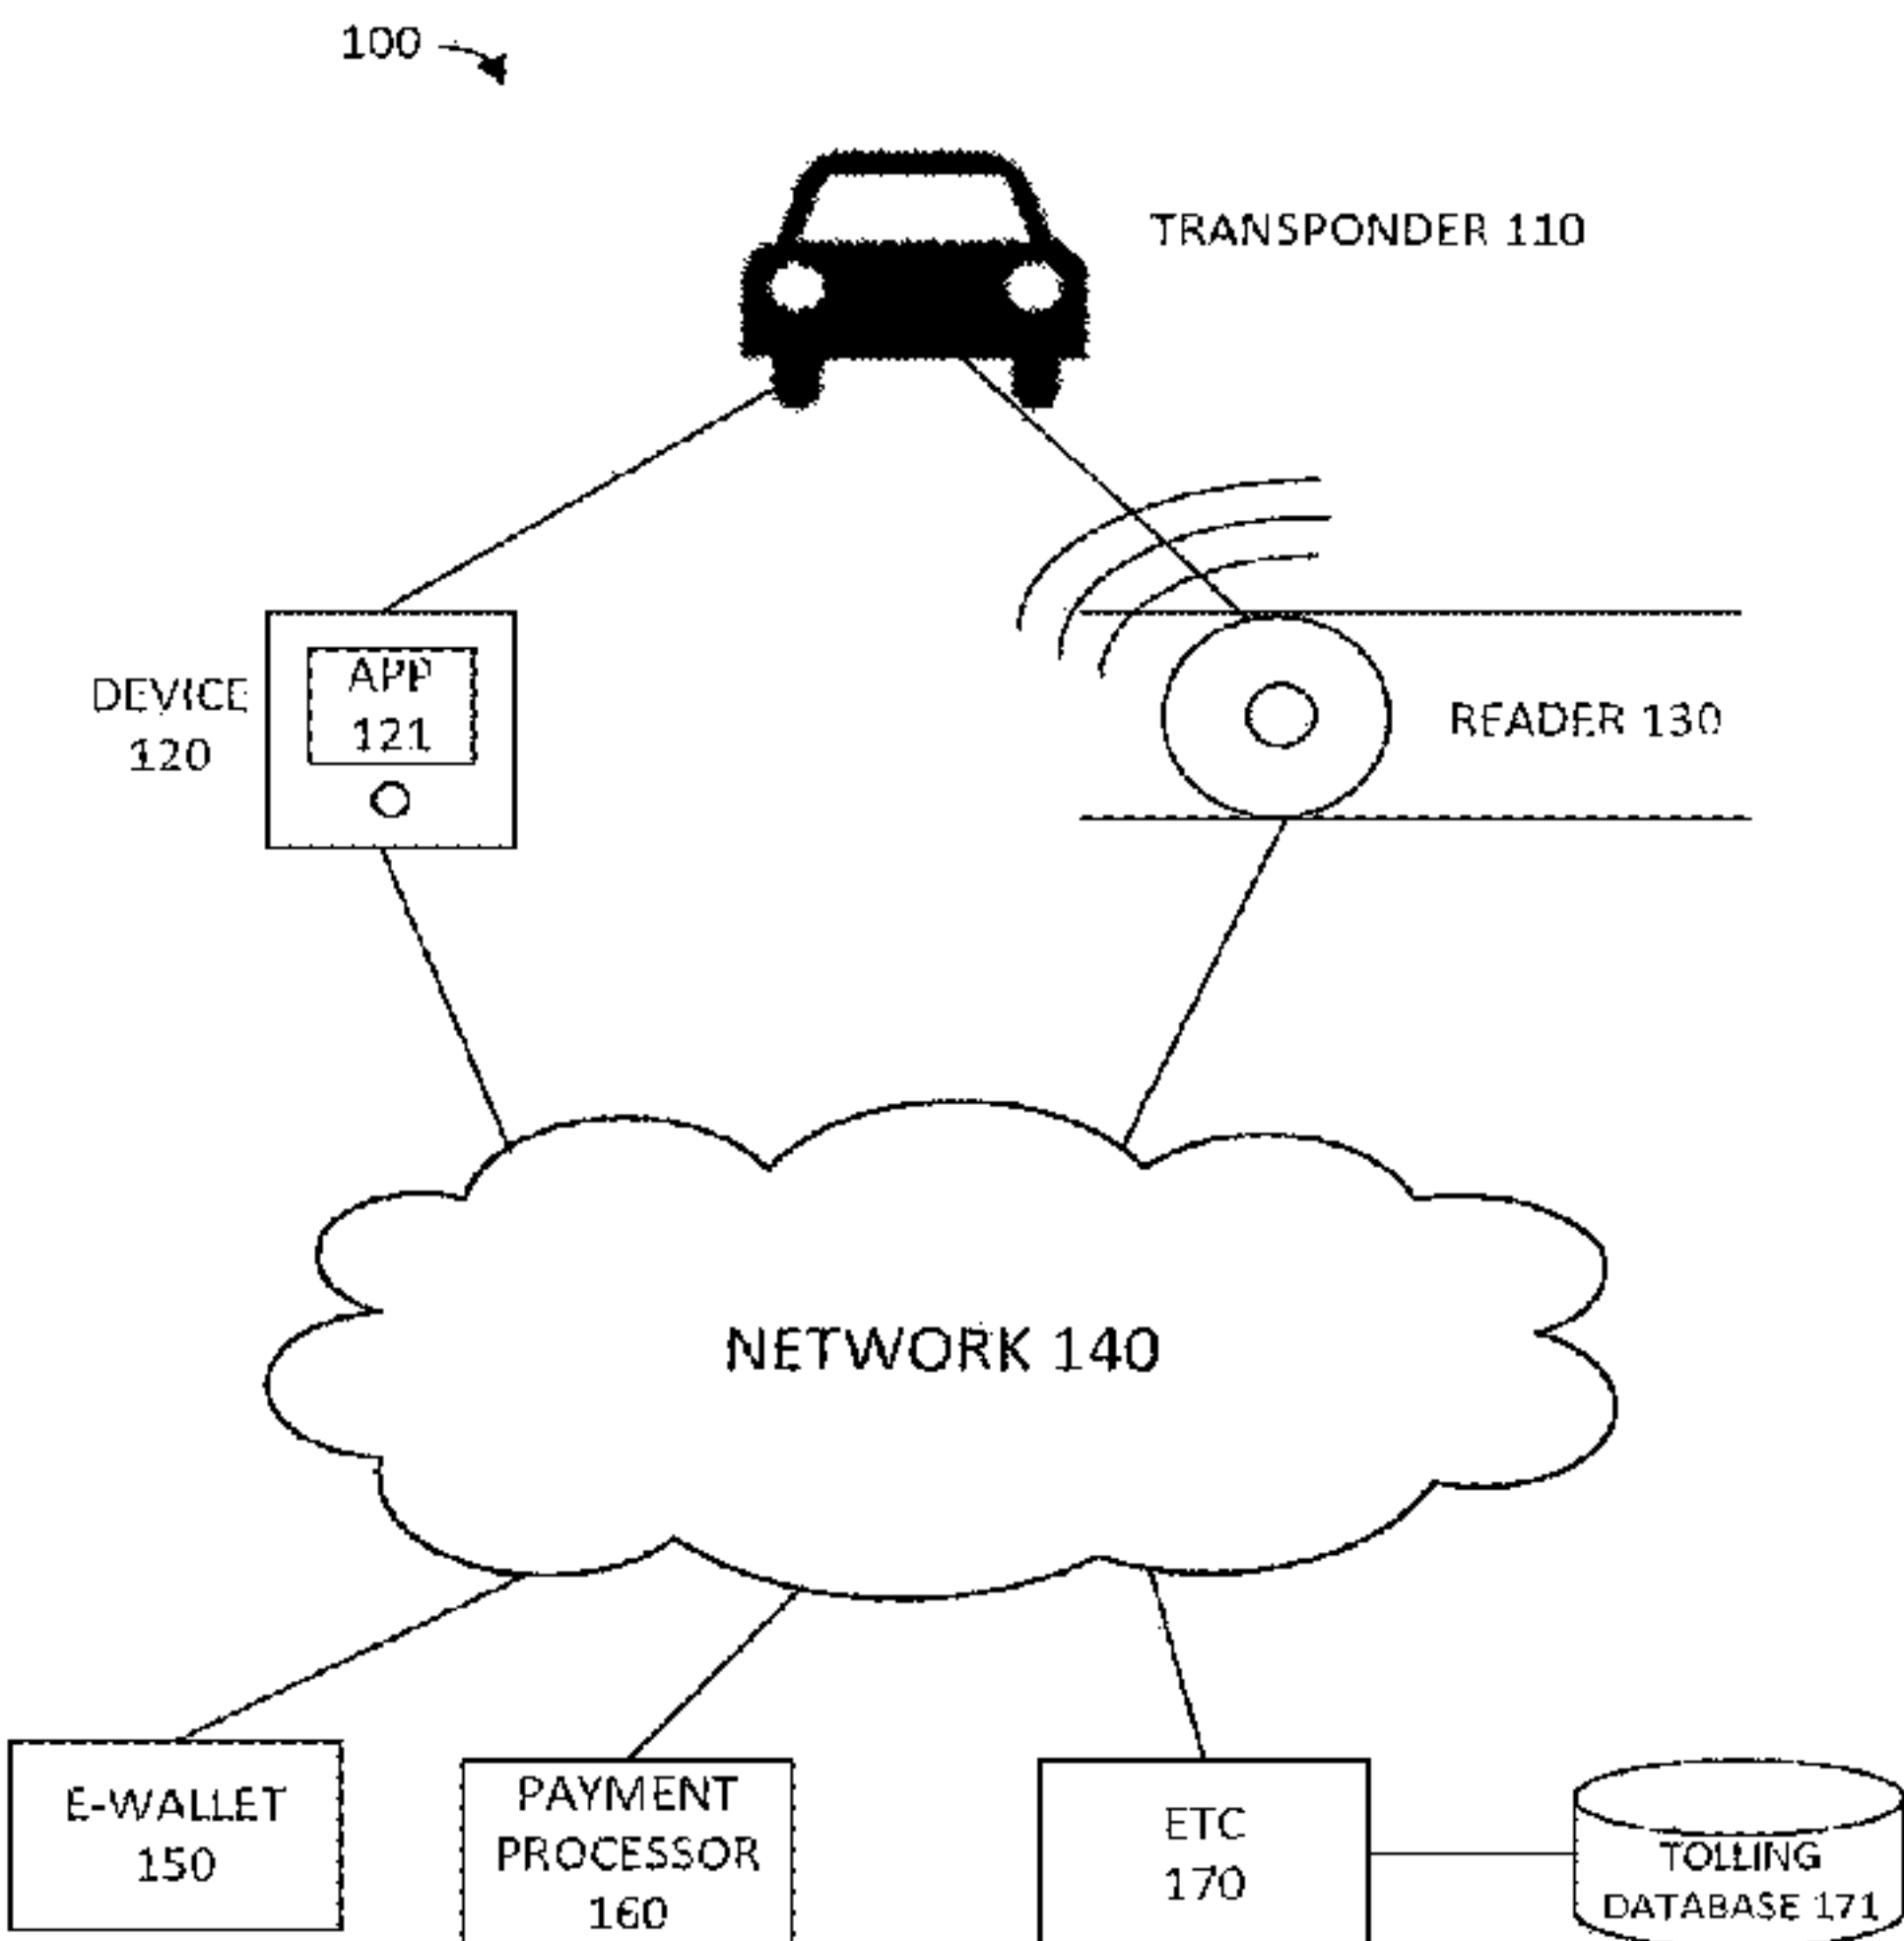 100
TRANSPONDER 110
DEVICE
120
APP
121
READER 130
NETWORK 140
E-WALLET
150
PAYMENT
PROCESSOR
160
ETC
170
TOLLING
DATABASE 171